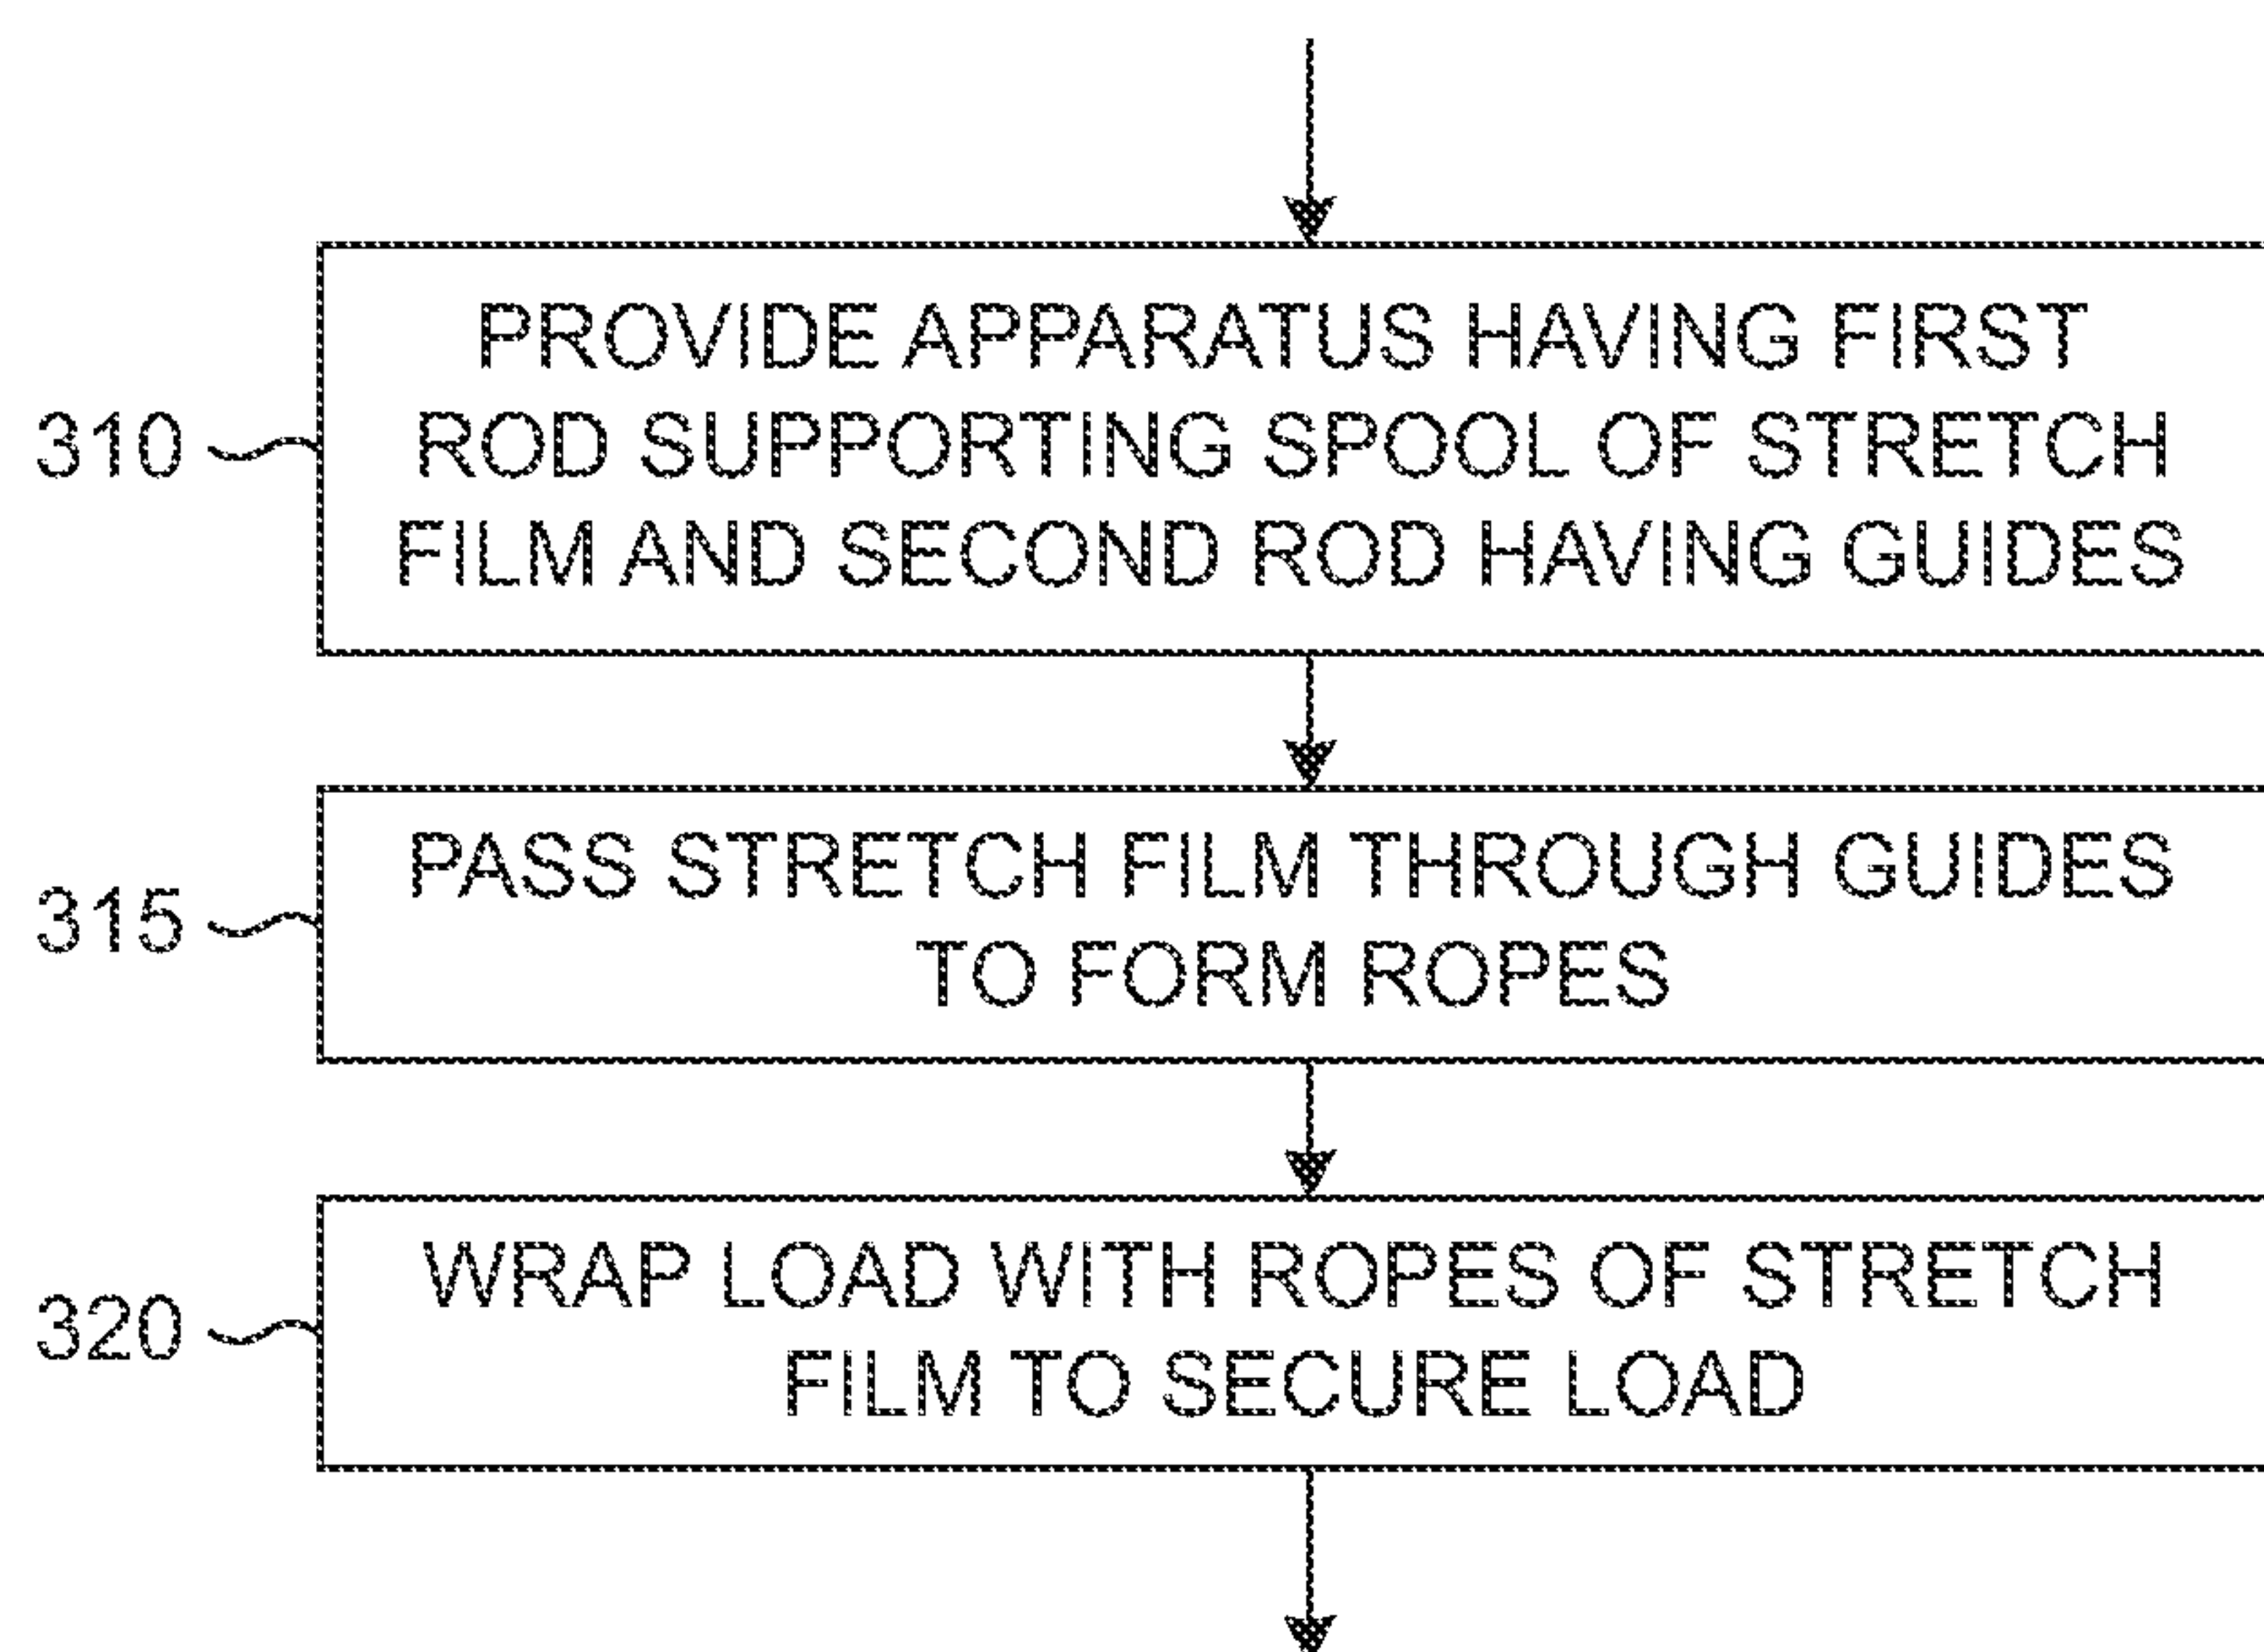 PROVIDE APPARATUS HAVING FIRST
310 ROD SUPPORTING SPOOL OF STRETCH
FILM AND SECOND ROD HAVING GUIDES
PASS STRETCH FILM THROUGH GUIDES
315
TO FORM ROPES
WRAP LOAD WITH ROPES OF STRETCH
320
FILM TO SECURE LOAD